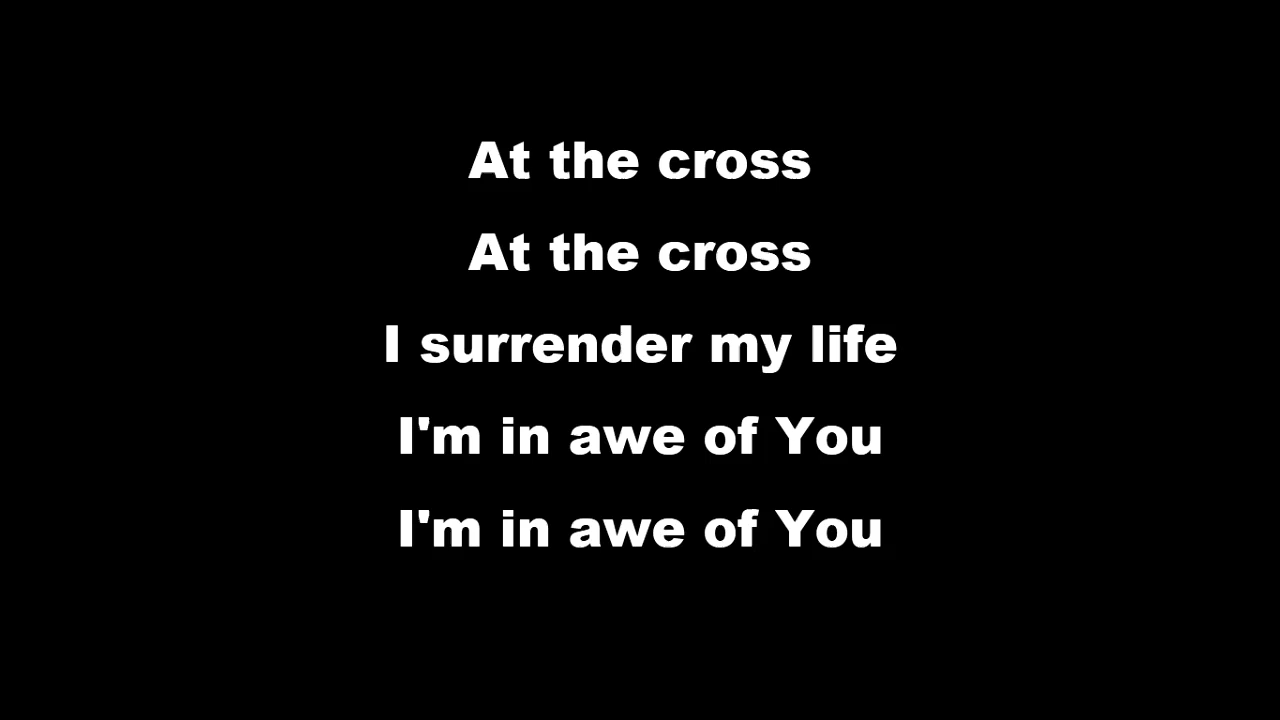 At the cross
At the cross
I surrender my life
I'm in awe of You
I'm in awe of You